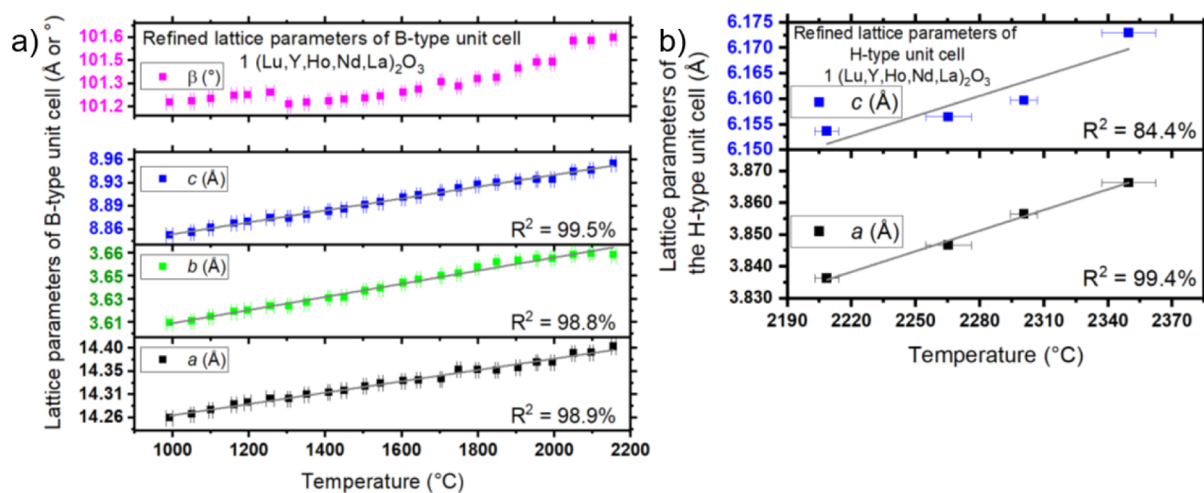 a)
Lattice parameters of B-type unit cell (Å or °)
101.6
101.5
101.3
101.2
Refined lattice parameters of B-type unit cell
1 (Lu,Y,Ho,Nd,La)₂O₃
β (°)
8.96
8.93
8.89
8.86
c (Å)
R² = 99.5%
3.66
3.65
3.63
3.61
b (Å)
R² = 98.8%
14.40
14.35
14.31
14.26
a (Å)
R² = 98.9%
1000 1200 1400 1600 1800 2000 2200
Temperature (°C)
b)
Lattice parameters of
the H-type unit cell (Å)
6.175
6.170
6.165
6.160
6.155
6.150
Refined lattice parameters of
H-type unit cell
1 (Lu,Y,Ho,Nd,La)₂O₃
c (Å)
R² = 84.4%
3.870
3.860
3.850
3.840
3.830
a (Å)
R² = 99.4%
2190 2220 2250 2280 2310 2340 2370
Temperature (°C)